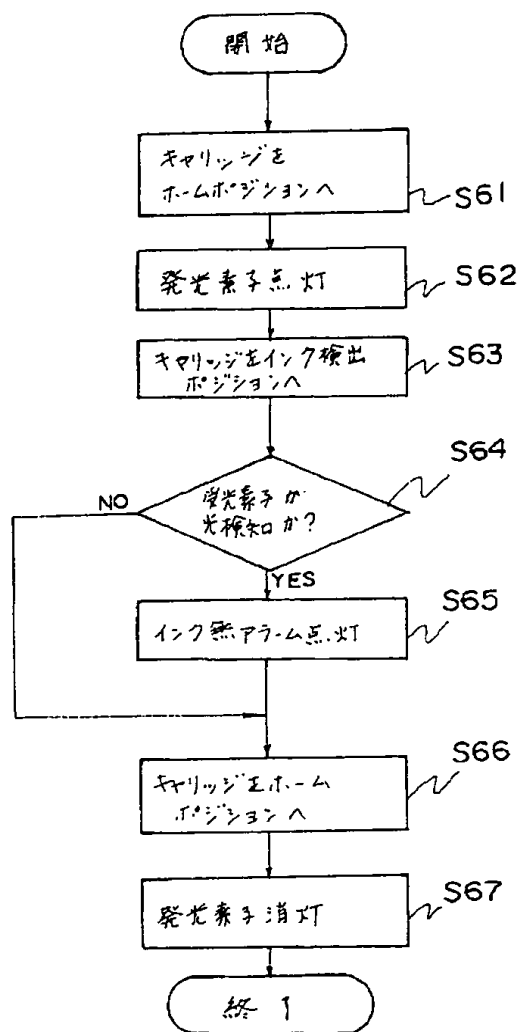 開始
キャリッジを
ホームポジションへ
S61
発光素子点灯
S62
キャリッジをインク検出
ポジションへ
S63
受光素子が
光検知か?
S64
NO
YES
インク無アラーム点灯
S65
キャリッジをホーム
ポジションへ
S66
発光素子消灯
S67
終了